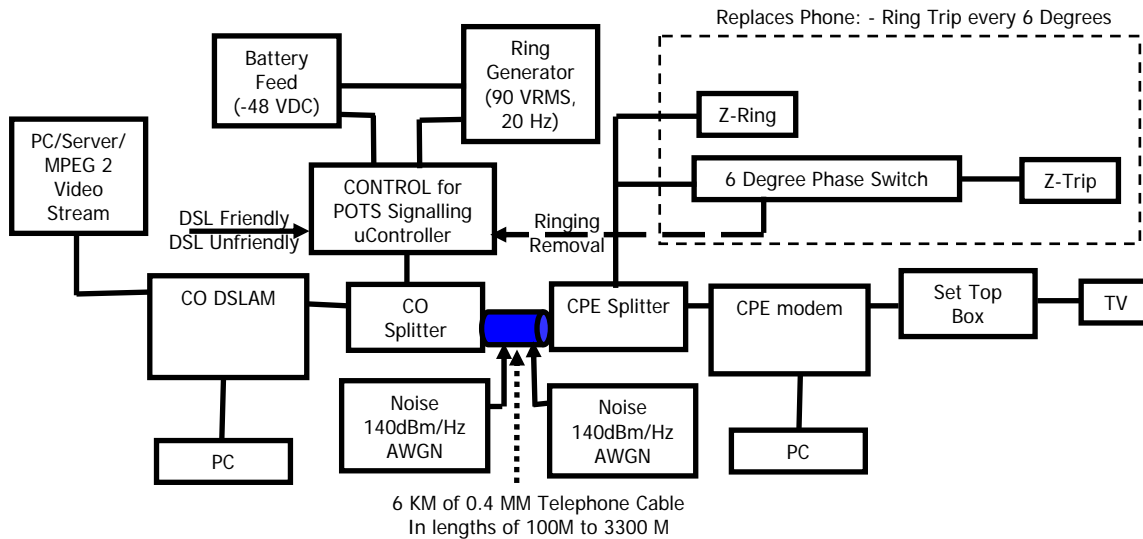 Replaces Phone: - Ring Trip every 6 Degrees
Battery
Feed
(-48 VDC)
Ring
Generator
(90 VRMS,
20 Hz)
Z-Ring
6 Degree Phase Switch
Z-Trip
PC/Server/
MPEG 2
Video
Stream
CONTROL for
POTS Signalling
uController
DSL Friendly
DSL Unfriendly
Ringing
Removal
CO DSLAM
CO
Splitter
CPE Splitter
CPE modem
Set Top
Box
TV
Noise
140dBm/Hz
AWGN
Noise
140dBm/Hz
AWGN
PC
PC
6 KM of 0.4 MM Telephone Cable
In lengths of 100M to 3300 M